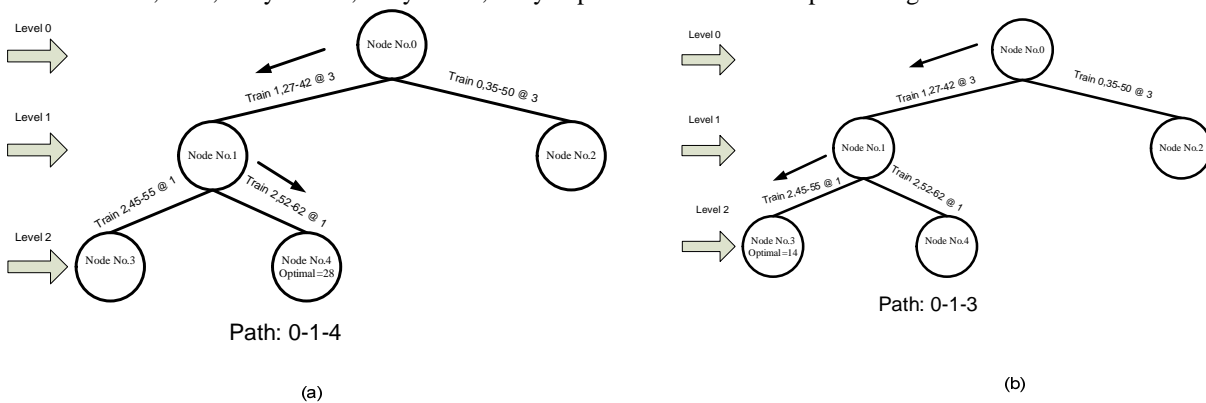 Level 0
Node No.0
Train 1,27-42 @ 3
Train 0,35-50 @ 3
Level 1
Node No.1
Node No.2
Train 2,45-55 @ 1
Train 2,52-62 @ 1
Level 2
Node No.3
Node No.4
Optimal=28
Path: 0-1-4
(a)
Level 0
Node No.0
Train 1,27-42 @ 3
Train 0,35-50 @ 3
Level 1
Node No.1
Node No.2
Train 2,45-55 @ 1
Train 2,52-62 @ 1
Level 2
Node No.3
Optimal=14
Node No.4
Path: 0-1-3
(b)